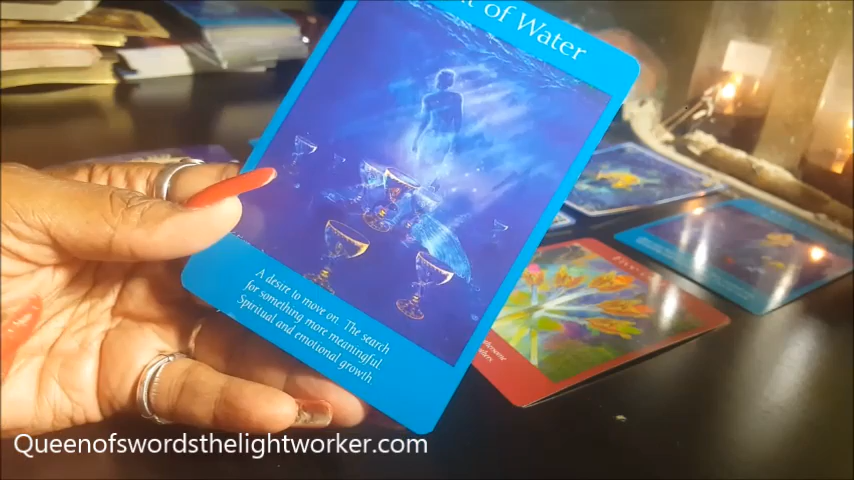 of Water
A desire to move on. The search
for something more meaningful.
Spiritual and emotional growth.
Queenofswordsthelightworker.com